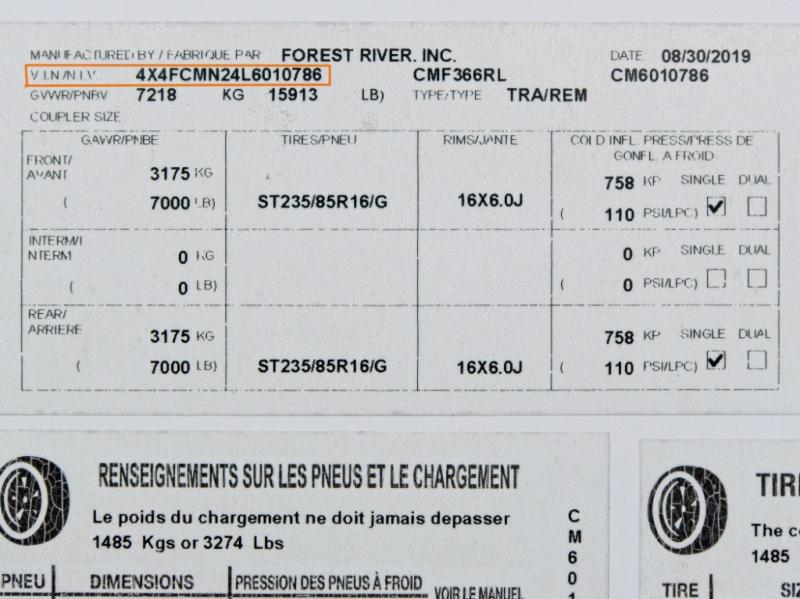 MANUFACTURED BY / FABRIQUE PAR FOREST RIVER. INC. DATE 08/30/2019
V.I.N/N.I.V. 4X4FCMN24L6010786 CMF366RL CM6010786
GVWR/PNBV 7218 KG 15913 LB) TYPE/TYPE TRA/REM
COUPLER SIZE
GAWR/PNBE TIRES/PNEU RIMS/JANTE COLD INFL. PRESS/PRESS DE
GONFL. A FROID
FRONT/
AVANT 3175 KG 758 KP SINGLE DUAL
( 7000 LB) ST235/85R16/G 16X6.0J ( 110 PSI/LPC)
INTERM/I
NTERM 0 KG 0 KP SINGLE DUAL
( 0 LB) ( 0 PSI/LPC)
REAR/
ARRIERE 3175 KG 758 KP SINGLE DUAL
( 7000 LB) ST235/85R16/G 16X6.0J ( 110 PSI/LPC)
RENSEIGNEMENTS SUR LES PNEUS ET LE CHARGEMENT
Le poids du chargement ne doit jamais depasser
1485 Kgs or 3274 Lbs
PNEU DIMENSIONS PRESSION DES PNEUS À FROID VOIR LE MANUEL
CM601
TIRE
The
1485
TIRE